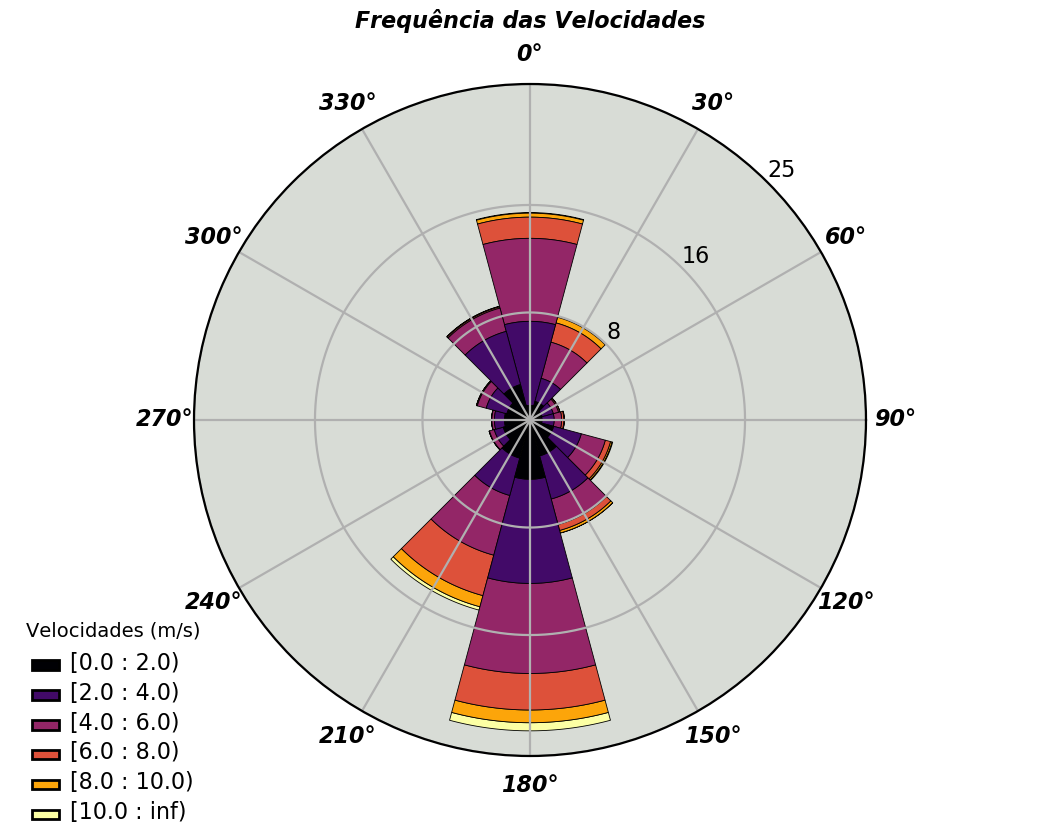 Frequência das Velocidades
0°
330°
30°
25
300°
60°
16
8
270°
90°
240°
120°
210°
150°
180°
Velocidades (m/s)
[0.0 : 2.0)
[2.0 : 4.0)
[4.0 : 6.0)
[6.0 : 8.0)
[8.0 : 10.0)
[10.0 : inf)